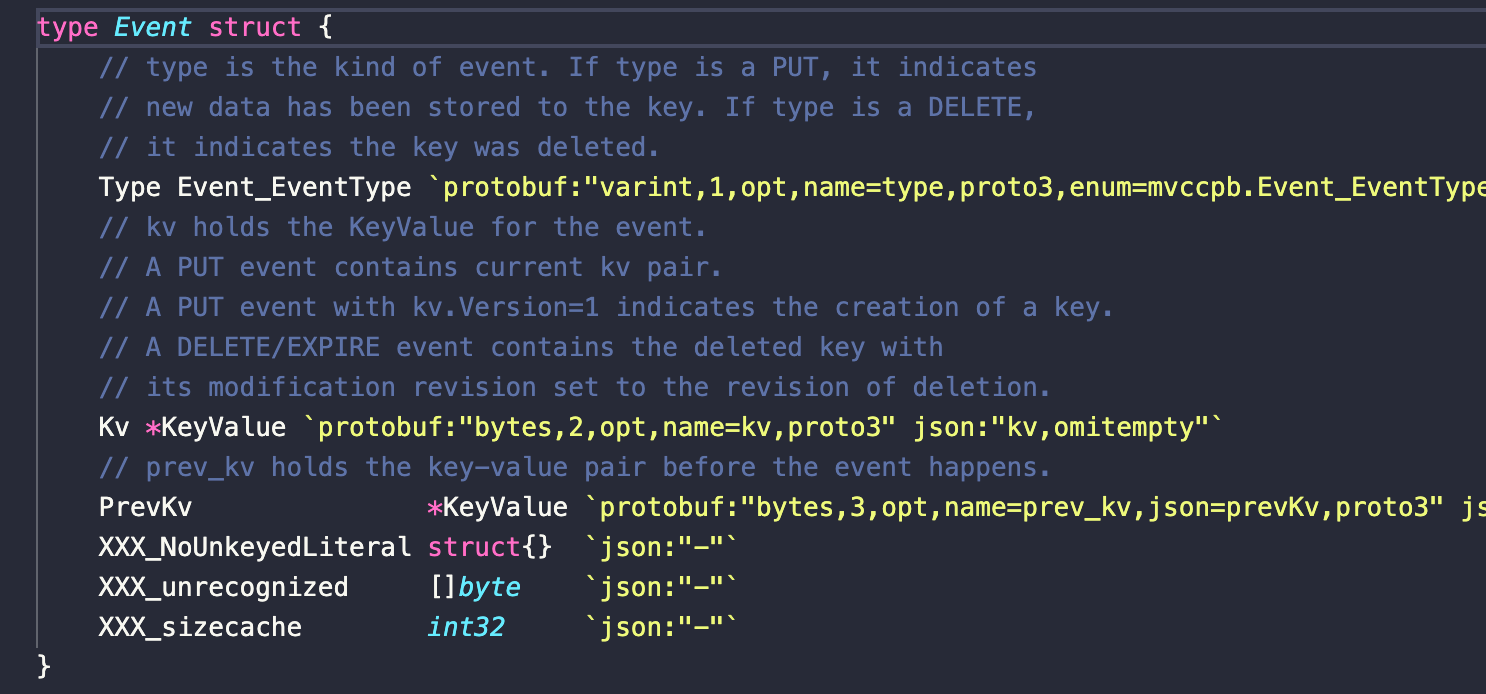 type Event struct {
// type is the kind of event. If type is a PUT, it indicates
// new data has been stored to the key. If type is a DELETE,
// it indicates the key was deleted.
Type Event_EventType `protobuf:"varint,1,opt,name=type,proto3,enum=mvccpb.Event_EventType
// kv holds the KeyValue for the event.
// A PUT event contains current kv pair.
// A PUT event with kv.Version=1 indicates the creation of a key.
// A DELETE/EXPIRE event contains the deleted key with
// its modification revision set to the revision of deletion.
Kv *KeyValue `protobuf:"bytes,2,opt,name=kv,proto3" json:"kv,omitempty"`
// prev_kv holds the key-value pair before the event happens.
PrevKv *KeyValue `protobuf:"bytes,3,opt,name=prev_kv,json=prevKv,proto3" js
XXX_NoUnkeyedLiteral struct{} `json:"-"`
XXX_unrecognized []byte `json:"-"`
XXX_sizecache int32 `json:"-"`
}